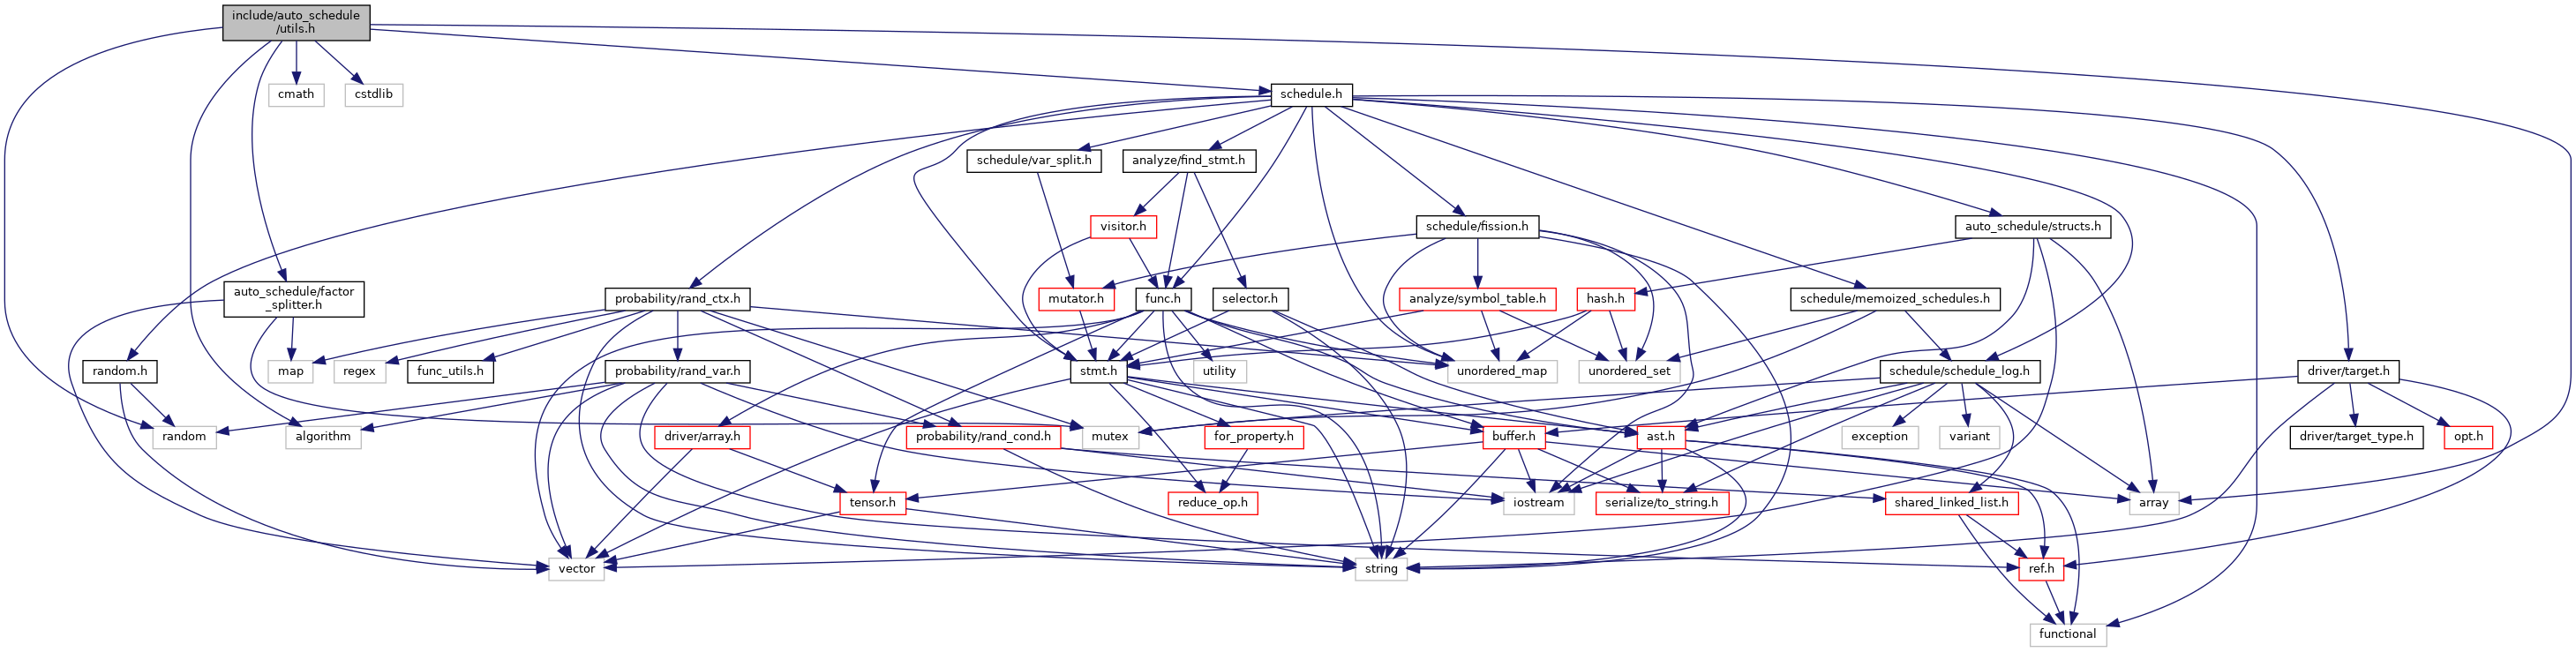 include/auto_schedule
/utils.h
cmath
cstdlib
schedule.h
schedule/var_split.h
analyze/find_stmt.h
visitor.h
schedule/fission.h
auto_schedule/structs.h
auto_schedule/factor
_splitter.h
probability/rand_ctx.h
mutator.h
func.h
selector.h
analyze/symbol_table.h
hash.h
schedule/memoized_schedules.h
random.h
map
regex
func_utils.h
probability/rand_var.h
stmt.h
utility
unordered_map
unordered_set
schedule/schedule_log.h
driver/target.h
random
algorithm
driver/array.h
probability/rand_cond.h
mutex
for_property.h
buffer.h
ast.h
exception
variant
driver/target_type.h
opt.h
tensor.h
reduce_op.h
iostream
serialize/to_string.h
shared_linked_list.h
array
vector
string
ref.h
functional